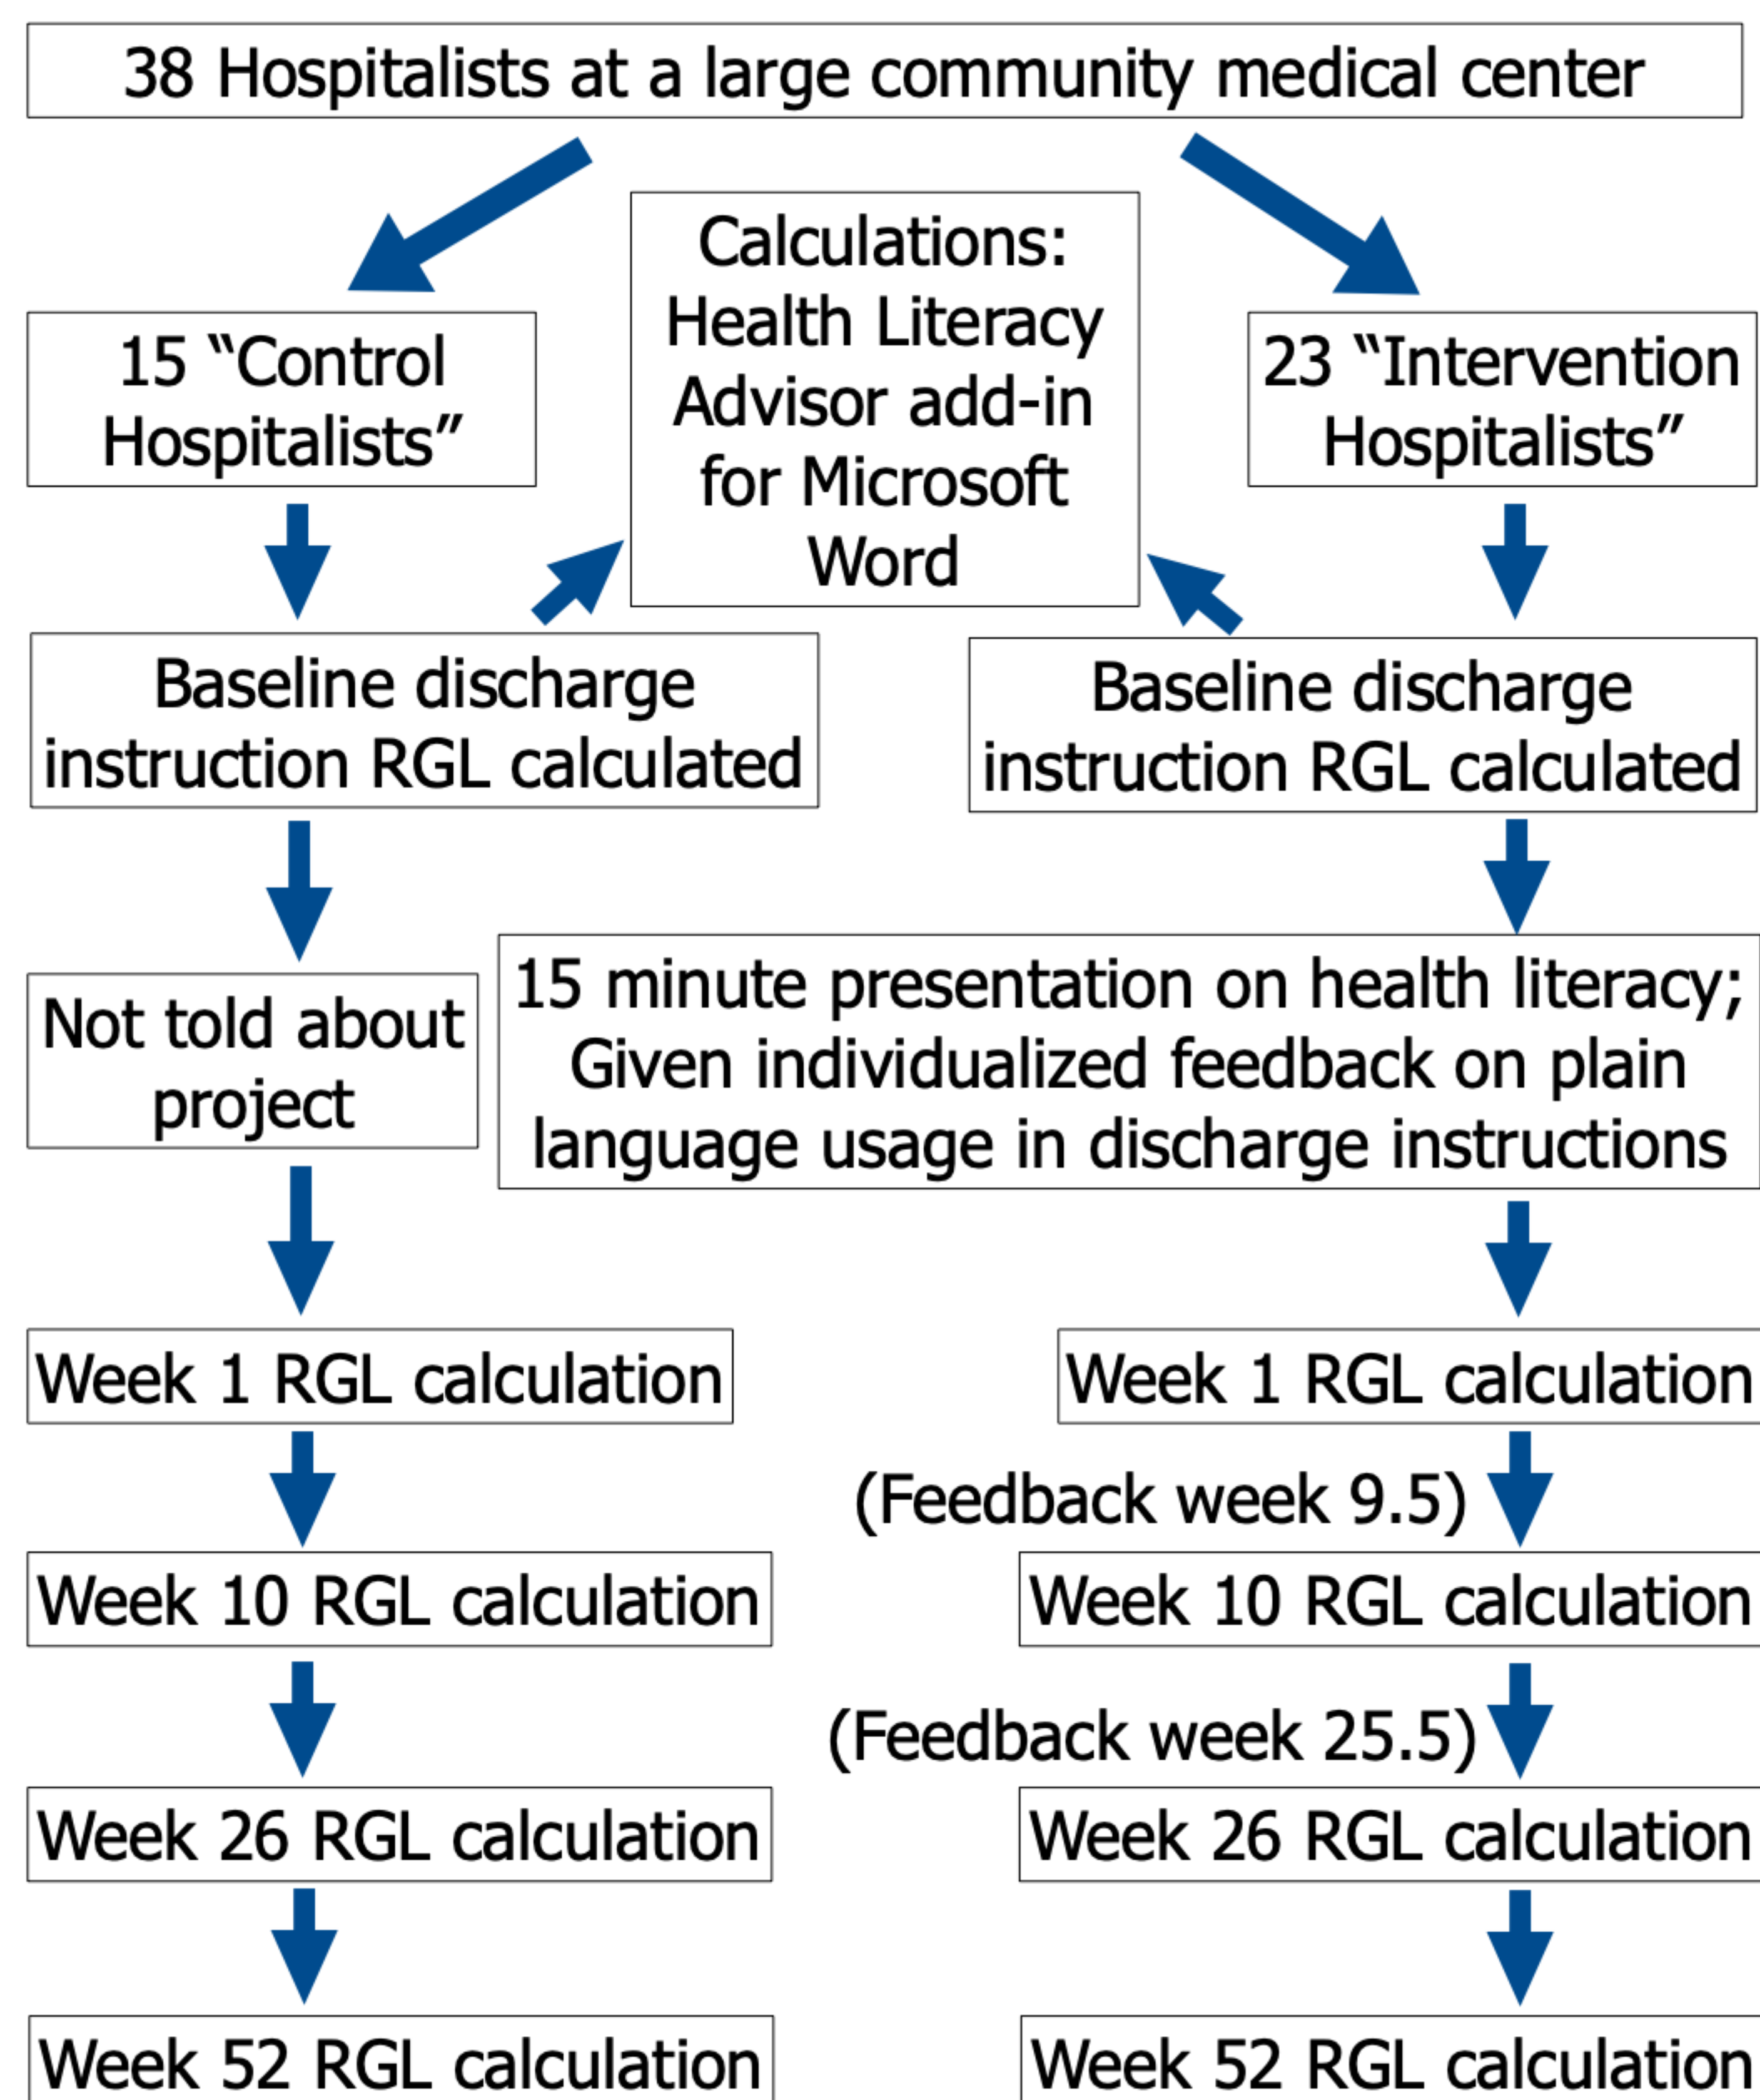 38 Hospitalists at a large community medical center
Calculations:
Health Literacy
Advisor add-in
for Microsoft
Word
15 “Control
Hospitalists”
23 “Intervention
Hospitalists”
Baseline discharge
instruction RGL calculated
Baseline discharge
instruction RGL calculated
Not told about
project
15 minute presentation on health literacy;
Given individualized feedback on plain
language usage in discharge instructions
Week 1 RGL calculation
Week 1 RGL calculation
(Feedback week 9.5)
Week 10 RGL calculation
Week 10 RGL calculation
(Feedback week 25.5)
Week 26 RGL calculation
Week 26 RGL calculation
Week 52 RGL calculation
Week 52 RGL calculation